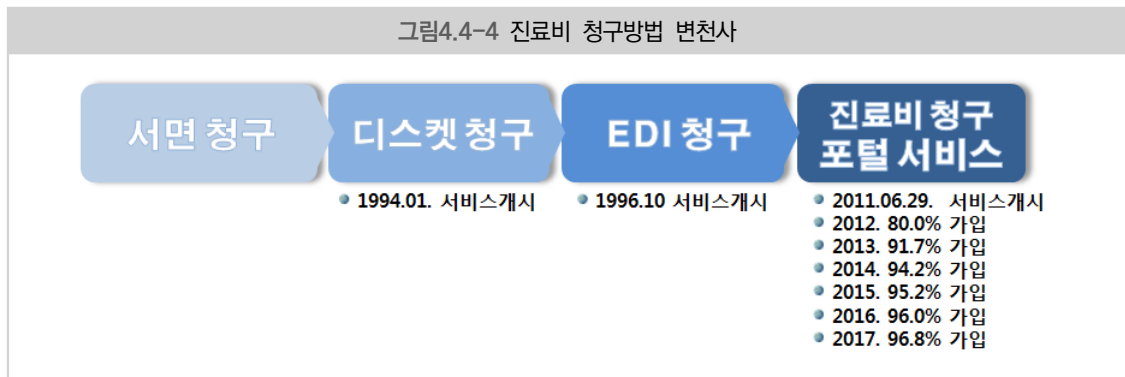 그림4.4-4 진료비 청구방법 변천사
서면 청구
디스켓 청구
1994.01. 서비스개시
EDI 청구
1996.10 서비스개시
진료비 청구
포털 서비스
2011.06.29. 서비스개시
2012. 80.0% 가입
2013. 91.7% 가입
2014. 94.2% 가입
2015. 95.2% 가입
2016. 96.0% 가입
2017. 96.8% 가입